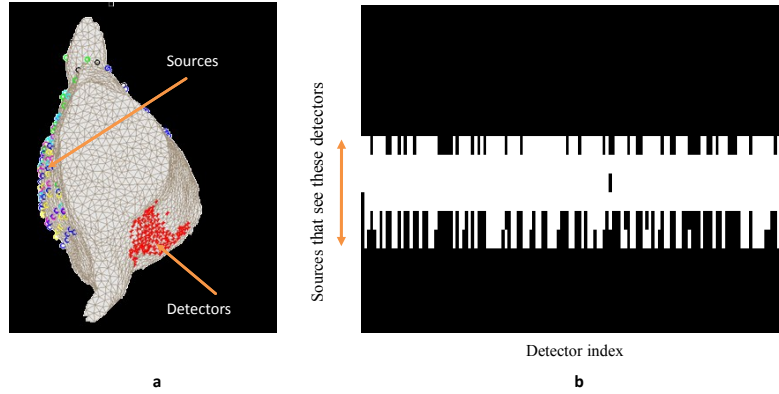 Sources
Detectors
Sources that see these detectors
Detector index
a
b